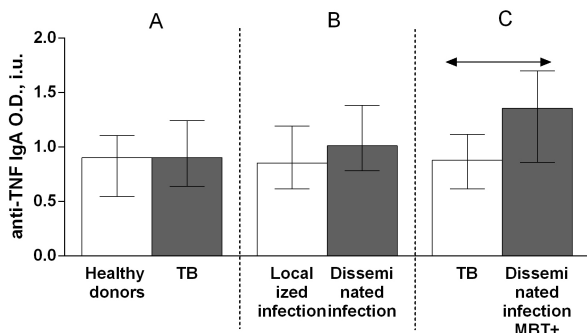 A
B
C
anti-TNF IgA O.D., i.u.
2.0
1.5
1.0
0.5
0.0
Healthy
donors
TB
Local
ized
infection
Dissemi
nated
infection
TB
Dissemi
nated
infection
MBT+